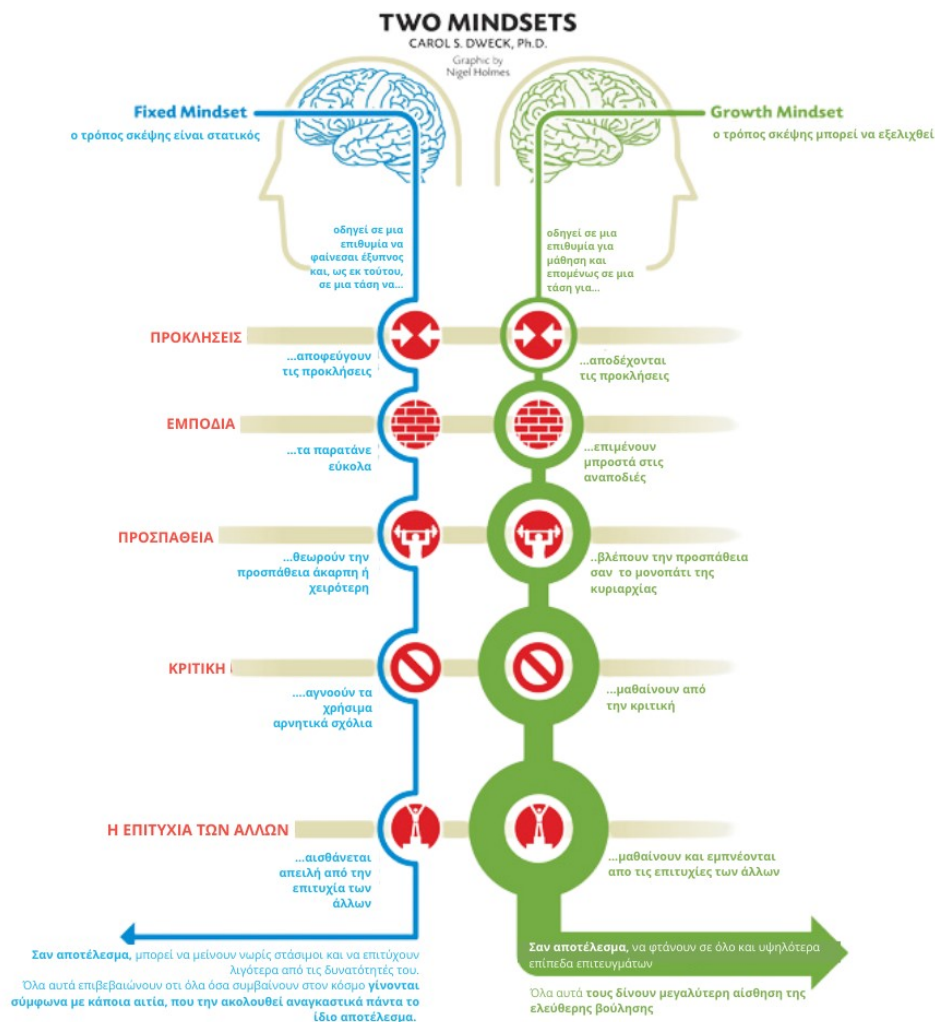 TWO MINDSETS
CAROL S. DWECK, Ph.D.
Graphic by
Nigel Holmes
Fixed Mindset
ο τρόπος σκέψης είναι στατικός
Growth Mindset
ο τρόπος σκέψης μπορεί να εξελιχθεί
οδηγεί σε μια
επιθυμία να
φαίνεσαι έξυπνος
και, ως εκ τούτου,
σε μια τάση να...
οδηγεί σε μια
επιθυμία για
μάθηση και
επομένως σε μια
τάση για...
ΠΡΟΚΛΗΣΕΙΣ
...αποφεύγουν
τις προκλήσεις
...αποδέχονται
τις προκλήσεις
ΕΜΠΟΔΙΑ
...τα παρατάνε
εύκολα
...επιμένουν
μπροστά στις
αναποδιές
ΠΡΟΣΠΑΘΕΙΑ
...θεωρούν την
προσπάθεια άκαρπη ή
χειρότερη
..βλέπουν την προσπάθεια
σαν το μονοπάτι της
κυριαρχίας
ΚΡΙΤΙΚΗ
....αγνοούν τα
χρήσιμα
αρνητικά σχόλια
...μαθαίνουν από
την κριτική
Η ΕΠΙΤΥΧΙΑ ΤΩΝ ΑΛΛΩΝ
...αισθάνεται
απειλή από την
επιτυχία των
άλλων
...μαθαίνουν και εμπνέονται
απο τις επιτυχίες των άλλων
Σαν αποτέλεσμα, μπορεί να μείνουν νωρίς στάσιμοι και να επιτύχουν
λιγότερα από τις δυνατότητές του.
Όλα αυτά επιβεβαιώνουν οτι όλα όσα συμβαίνουν στον κόσμο γίνονται
σύμφωνα με κάποια αιτία, που την ακολουθεί αναγκαστικά πάντα το
ίδιο αποτέλεσμα.
Σαν αποτέλεσμα, να φτάνουν σε όλο και υψηλότερα
επίπεδα επιτευγμάτων
Όλα αυτά τους δίνουν μεγαλύτερη αίσθηση της
ελεύθερης βούλησης